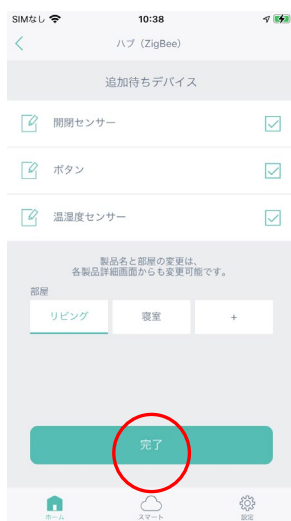 SIMなし 10:38
ハブ（ZigBee）
追加待ちデバイス
開閉センサー
ボタン
温湿度センサー
製品名と部屋の変更は、
各製品詳細画面からも変更可能です。
部屋
リビング 寝室 +
完了
ホーム スマート 設定